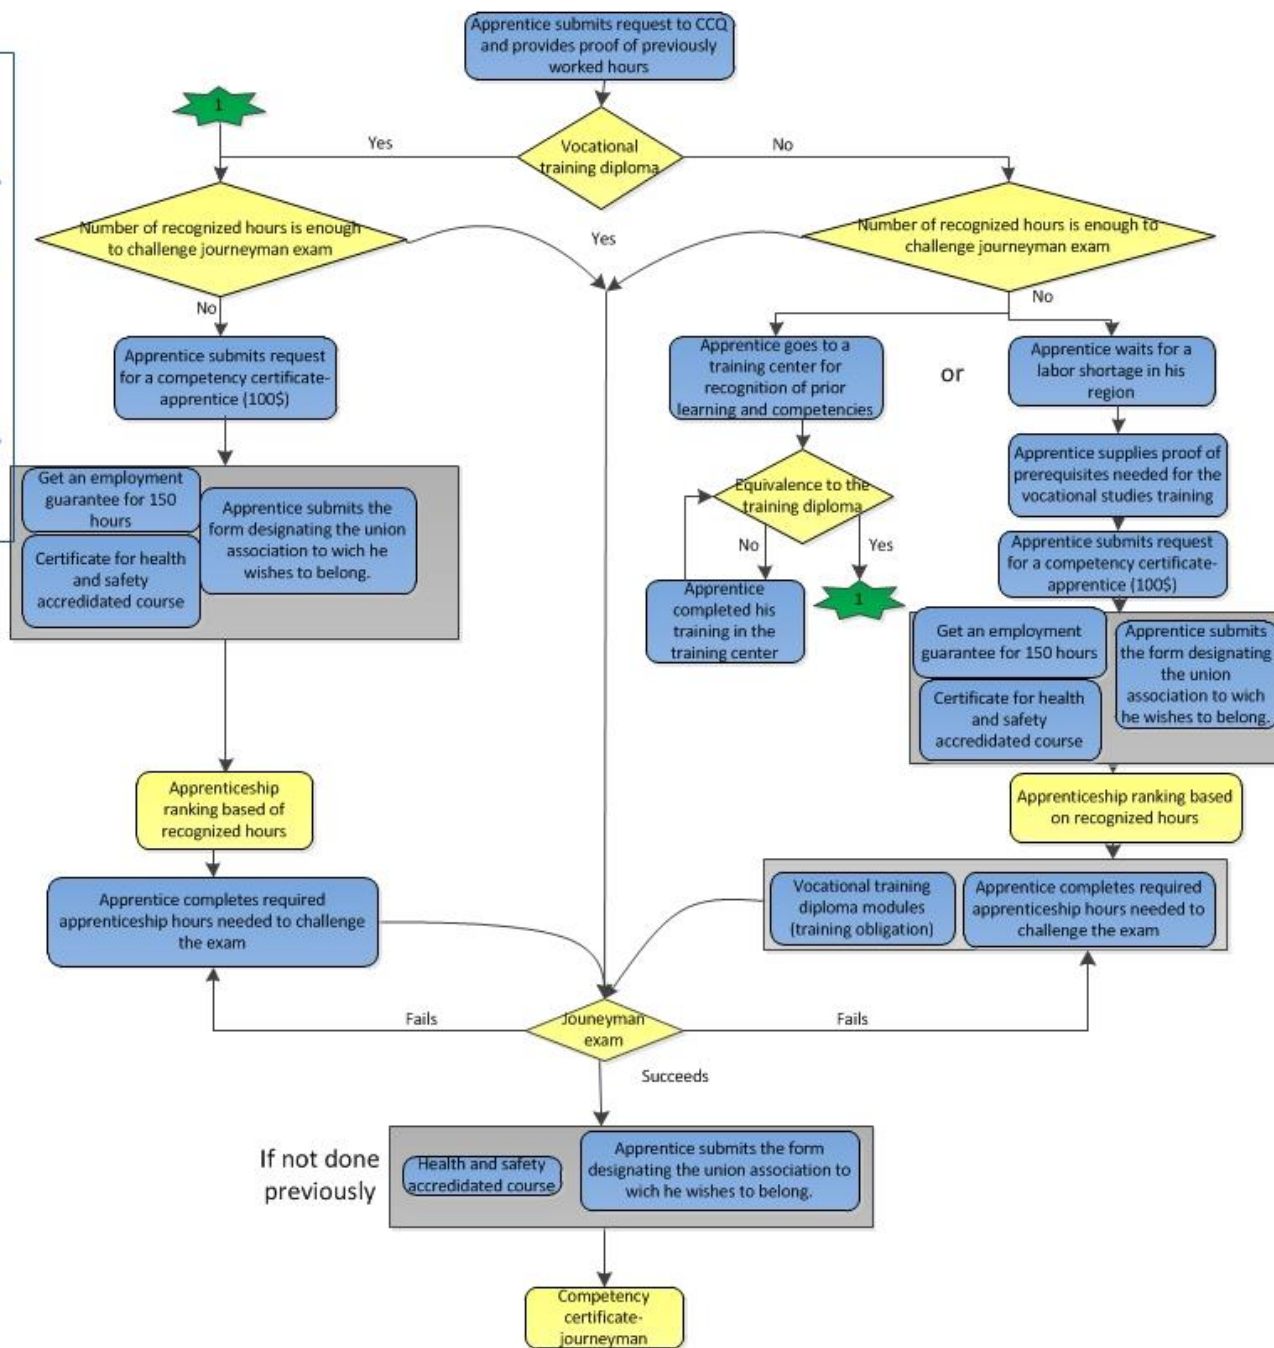 Apprentice submits request to CCQ
and provides proof of previously
worked hours
1
Yes
Vocational
training diploma
No
Number of recognized hours is enough
to challenge journeyman exam
Yes
Number of recognized hours is enough to
challenge journeyman exam
No
No
Apprentice submits request
for a competency certificate-
apprentice (100$)
Apprentice goes to a
training center for
recognition of prior
learning and competencies
or
Apprentice waits for a
labor shortage in his
region
Apprentice supplies proof of
prerequisites needed for the
vocational studies training
Get an employment
guarantee for 150
hours
Apprentice submits the
form designating the union
association to wich he
wishes to belong.
Certificate for health
and safety
accredidated course
Equivalence to the
training diploma
No
Yes
Apprentice submits request
for a competency certificate-
apprentice (100$)
Apprentice
completed his
training in the
training center
1
Get an employment
guarantee for 150 hours
Apprentice submits
the form designating
the union
association to wich
he wishes to belong.
Certificate for health
and safety
accredidated course
Apprenticeship
ranking based of
recognized hours
Apprenticeship ranking based
on recognized hours
Apprentice completes required
apprenticeship hours needed to challenge
the exam
Vocational training
diploma modules
(training obligation)
Apprentice completes required
apprenticeship hours needed to
challenge the exam
Fails
Jouneyman
exam
Fails
Succeeds
If not done
previously
Health and safety
accredidated course
Apprentice submits the form
designating the union association to
wich he wishes to belong.
Competency
certificate-
journeyman